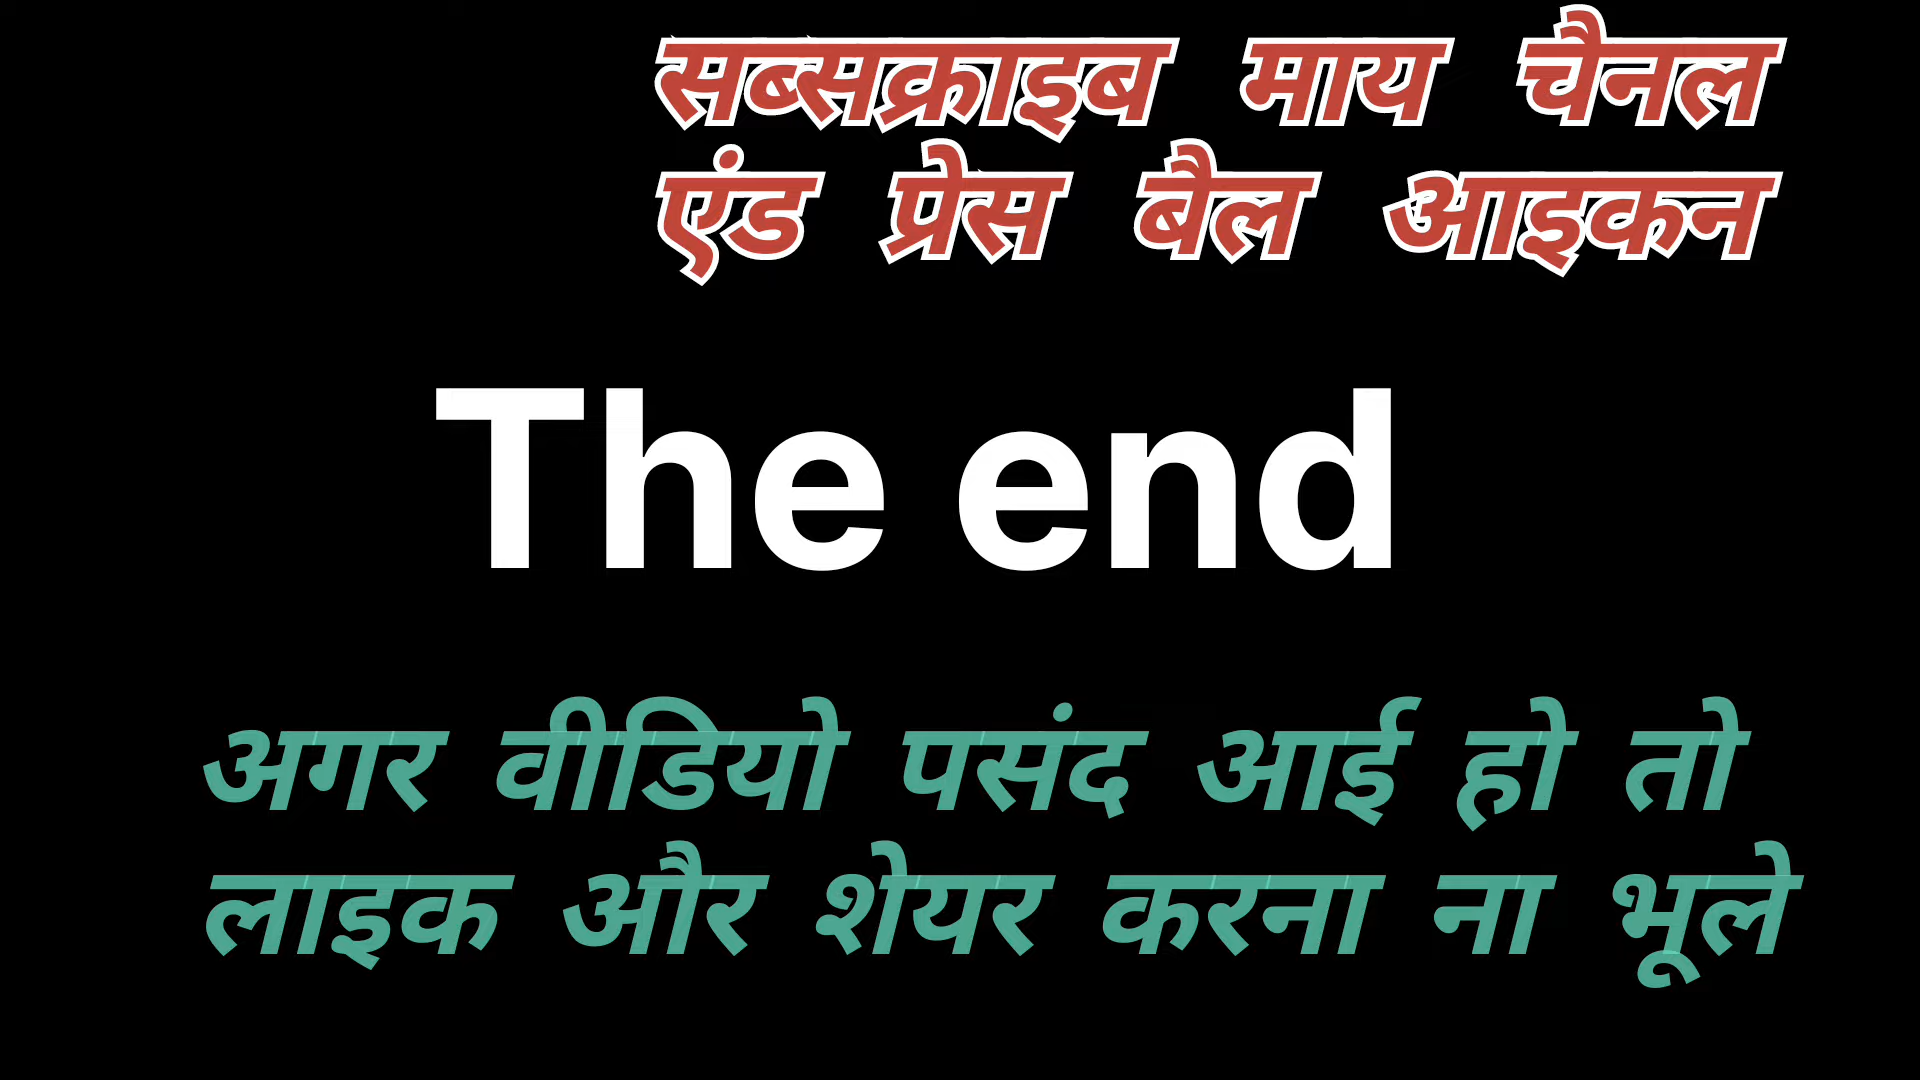 सब्सक्राइब माय चैनल
एंड प्रेस बैल आइकन
The end
अगर वीडियो पसंद आई हो तो
लाइक और शेयर करना ना भूले